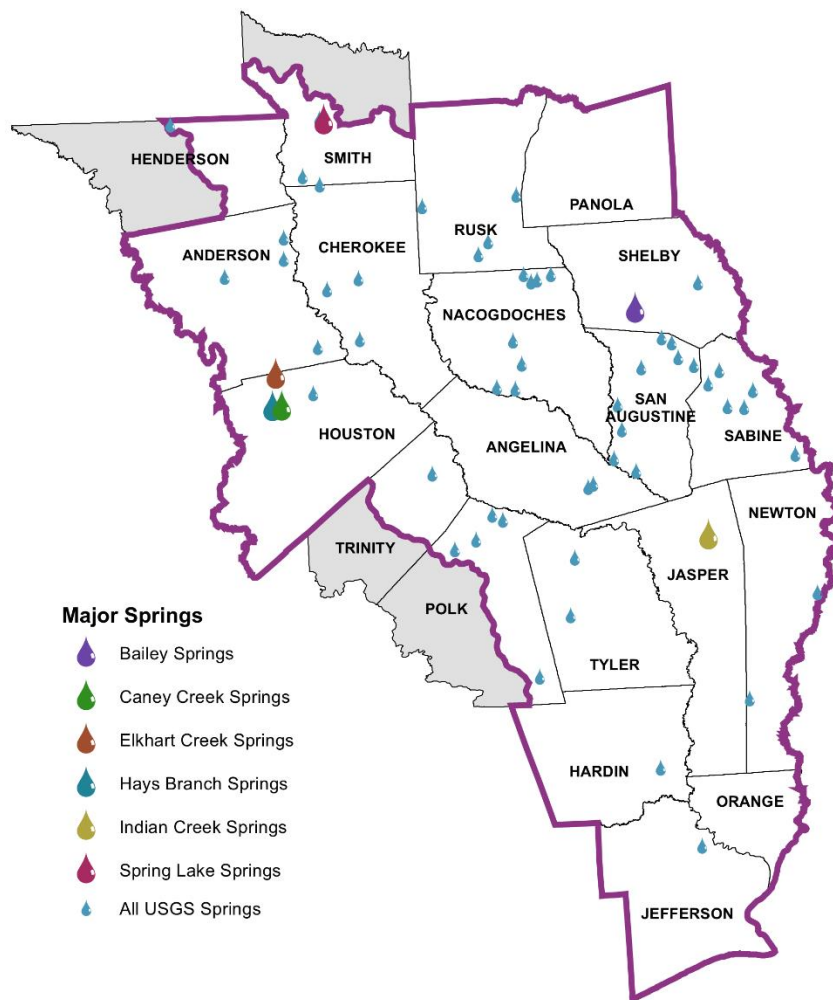 HENDERSON
SMITH
PANOLA
RUSK
CHEROKEE
ANDERSON
SHELBY
NACOGDOCHES
SAN
AUGUSTINE
HOUSTON
SABINE
ANGELINA
NEWTON
TRINITY
JASPER
POLK
TYLER
HARDIN
ORANGE
JEFFERSON
Major Springs
Bailey Springs
Caney Creek Springs
Elkhart Creek Springs
Hays Branch Springs
Indian Creek Springs
Spring Lake Springs
All USGS Springs